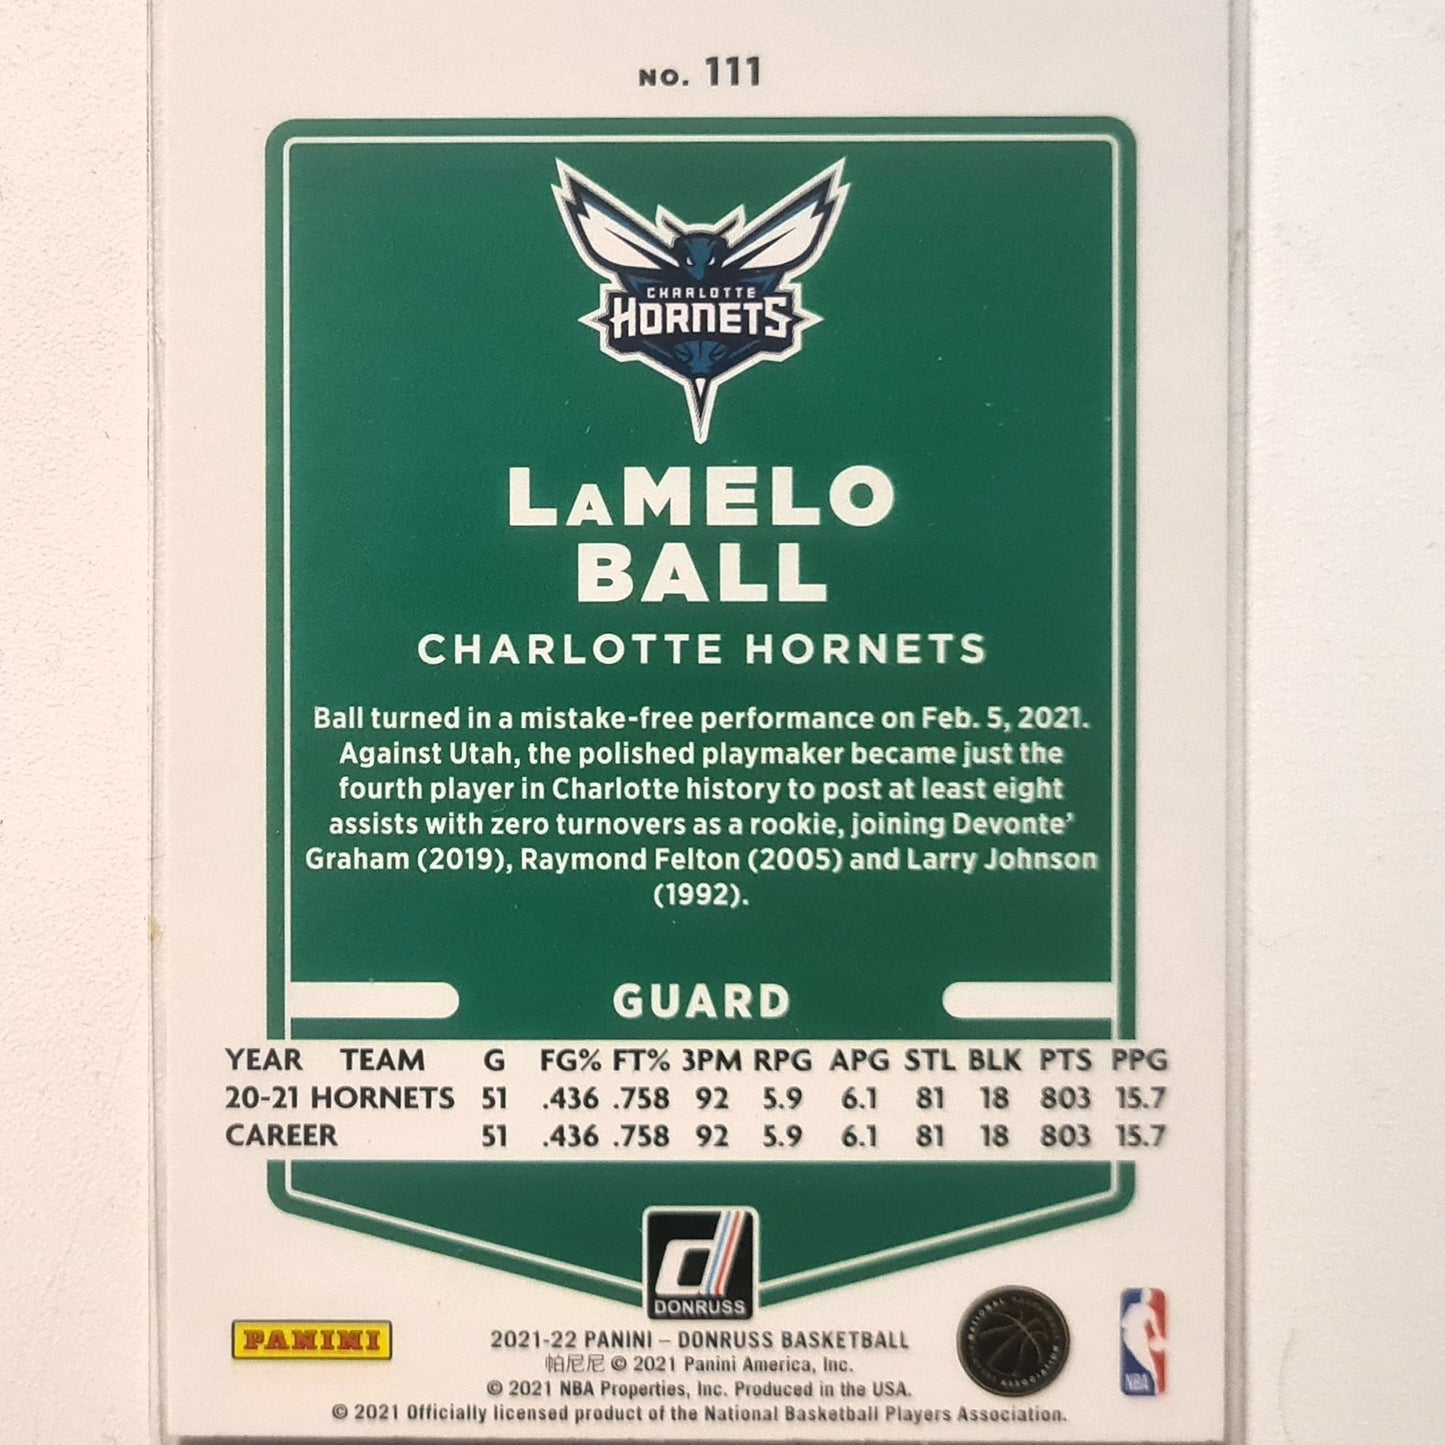 NO. 111
CHARLOTTE
HORNETS
LaMELO
BALL
CHARLOTTE HORNETS
Ball turned in a mistake-free performance on Feb. 5, 2021.
Against Utah, the polished playmaker became just the
fourth player in Charlotte history to post at least eight
assists with zero turnovers as a rookie, joining Devonte'
Graham (2019), Raymond Felton (2005) and Larry Johnson
(1992).
GUARD
YEAR TEAM G FG% FT% 3PM RPG APG STL BLK PTS PPG
20-21 HORNETS 51 .436 .758 92 5.9 6.1 81 18 803 15.7
CAREER 51 .436 .758 92 5.9 6.1 81 18 803 15.7
DONRUSS
PANINI
2021-22 PANINI – DONRUSS BASKETBALL
帕尼尼 © 2021 Panini America, Inc.
© 2021 NBA Properties, Inc. Produced in the USA.
© 2021 Officially licensed product of the National Basketball Players Association.
NATIONAL BASKETBALL PLAYERS ASSOCIATION
NBA